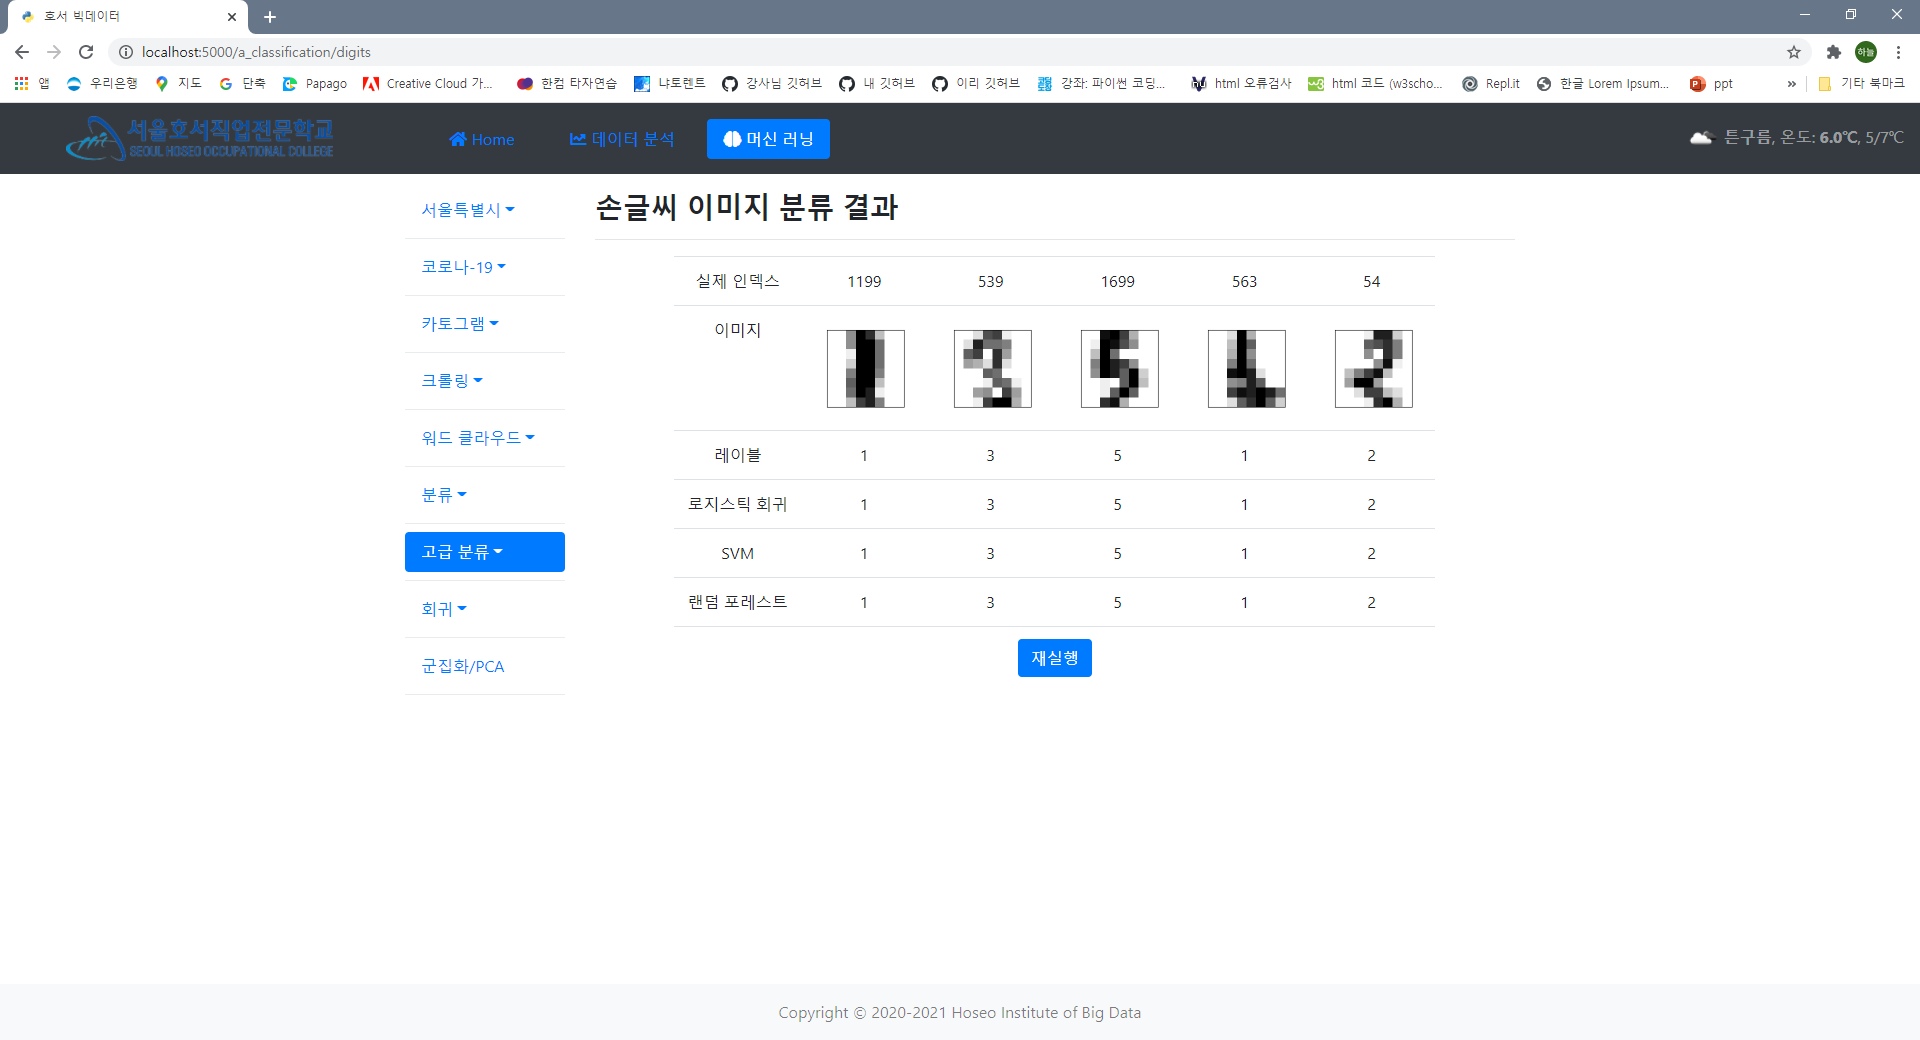 호서 빅데이터
localhost:5000/a_classification/digits
하늘
앱 우리은행 지도 단축 Papago Creative Cloud 가... 한컴 타자연습 냐토렌트 강사님 깃허브 내 깃허브 이리 깃허브 강좌: 파이썬 코딩... html 오류검사 html 코드 (w3scho... Repl.it 한글 Lorem Ipsum... ppt » 기타 북마크
서울호서직업전문학교
SEOUL HOSEO OCCUPATIONAL COLLEGE
Home 데이터 분석 머신 러닝
튼구름, 온도: 6.0℃, 5/7℃
서울특별시
코로나-19
카토그램
크롤링
워드 클라우드
분류
고급 분류
회귀
군집화/PCA
손글씨 이미지 분류 결과
실제 인덱스 1199 539 1699 563 54
이미지
레이블 1 3 5 1 2
로지스틱 회귀 1 3 5 1 2
SVM 1 3 5 1 2
랜덤 포레스트 1 3 5 1 2
재실행
Copyright © 2020-2021 Hoseo Institute of Big Data